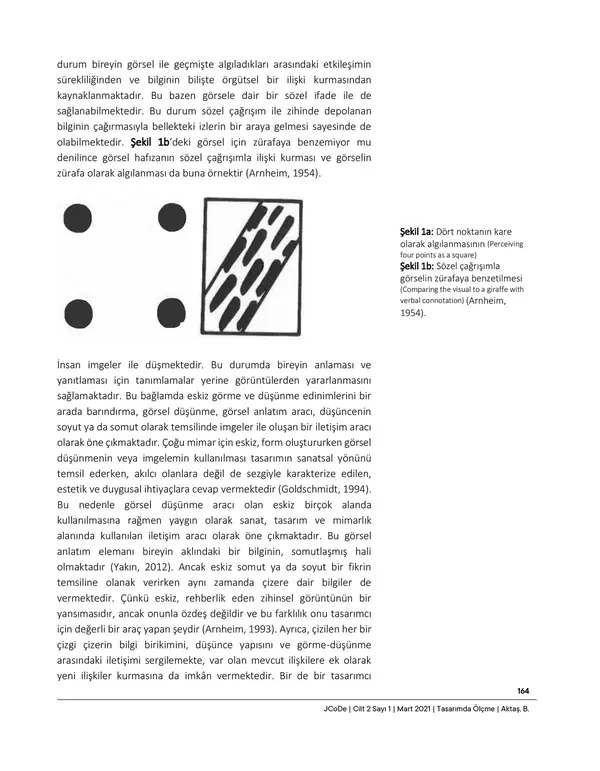 durum bireyin görsel ile geçmişte algıladıkları arasındaki etkileşimin
sürekliliğinden ve bilginin bilişte örgütsel bir ilişki kurmasından
kaynaklanmaktadır. Bu bazen görsele dair bir sözel ifade ile de
sağlanabilmektedir. Bu durum sözel çağrışım ile zihinde depolanan
bilginin çağırmasıyla bellekteki izlerin bir araya gelmesi sayesinde de
olabilmektedir. Şekil 1b'deki görsel için zürafaya benzemiyor mu
denilince görsel hafızanın sözel çağrışımla ilişki kurması ve görselin
zürafa olarak algılanması da buna örnektir (Arnheim, 1954).
Şekil 1a: Dört noktanın kare
olarak algılanmasının (Perceiving
four points as a square)
Şekil 1b: Sözel çağrışımla
görselin zürafaya benzetilmesi
(Comparing the visual to a giraffe with
verbal connotation) (Arnheim,
1954).
İnsan imgeler ile düşmektedir. Bu durumda bireyin anlaması ve
yanıtlaması için tanımlamalar yerine görüntülerden yararlanmasını
sağlamaktadır. Bu bağlamda eskiz görme ve düşünme edinimlerini bir
arada barındırma, görsel düşünme, görsel anlatım aracı, düşüncenin
soyut ya da somut olarak temsilinde imgeler ile oluşan bir iletişim aracı
olarak öne çıkmaktadır. Çoğu mimar için eskiz, form oluştururken görsel
düşünmenin veya imgelemin kullanılması tasarımın sanatsal yönünü
temsil ederken, akılcı olanlara değil de sezgiyle karakterize edilen,
estetik ve duygusal ihtiyaçlara cevap vermektedir (Goldschmidt, 1994).
Bu nedenle görsel düşünme aracı olan eskiz birçok alanda
kullanılmasına rağmen yaygın olarak sanat, tasarım ve mimarlık
alanında kullanılan iletişim aracı olarak öne çıkmaktadır. Bu görsel
anlatım elemanı bireyin aklındaki bir bilginin, somutlaşmış hali
olmaktadır (Yakın, 2012). Ancak eskiz somut ya da soyut bir fikrin
temsiline olanak verirken aynı zamanda çizere dair bilgiler de
vermektedir. Çünkü eskiz, rehberlik eden zihinsel görüntünün bir
yansımasıdır, ancak onunla özdeş değildir ve bu farklılık onu tasarımcı
için değerli bir araç yapan şeydir (Arnheim, 1993). Ayrıca, çizilen her bir
çizgi çizerin bilgi birikimini, düşünce yapısını ve görme-düşünme
arasındaki iletişimi sergilemekte, var olan mevcut ilişkilere ek olarak
yeni ilişkiler kurmasına da imkân vermektedir. Bir de bir tasarımcı
164
JCoDe | Cilt 2 Sayı 1 | Mart 2021 | Tasarımda Ölçme | Aktaş, B.